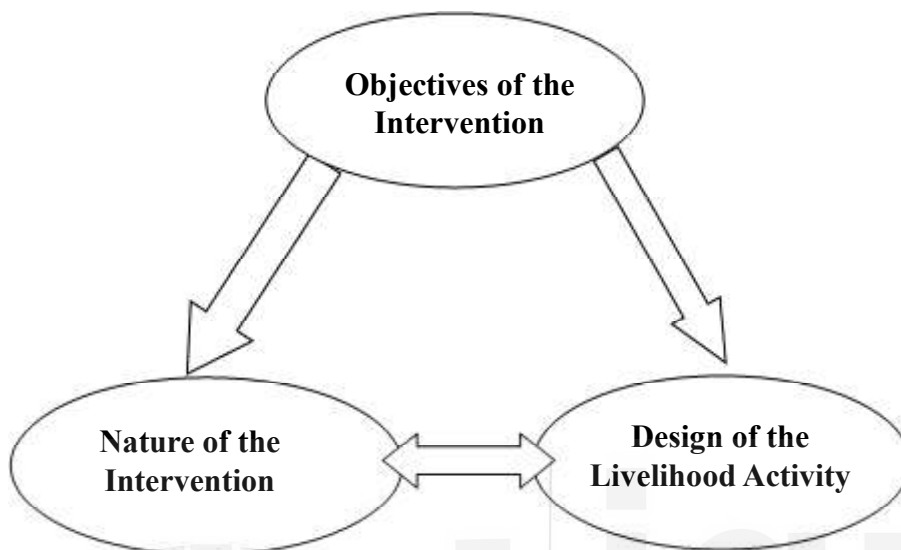 Objectives of the
Intervention
Nature of the
Intervention
Design of the
Livelihood Activity